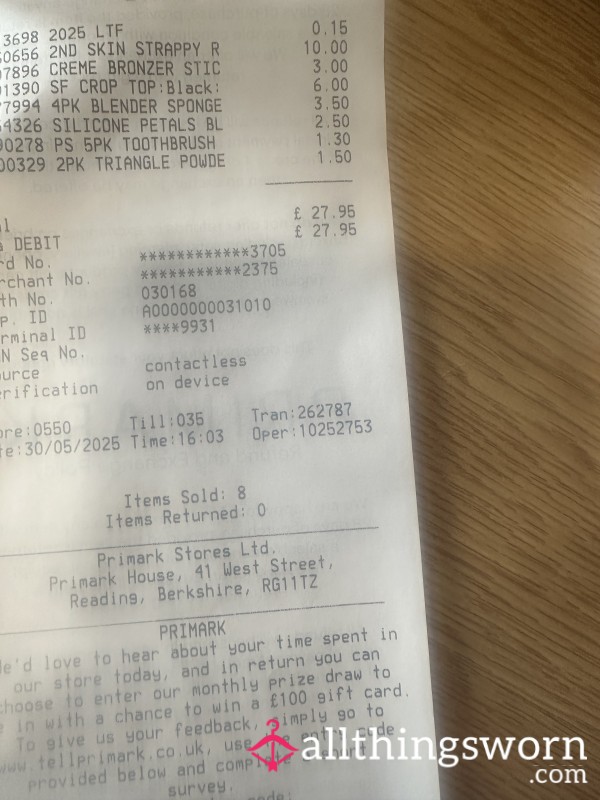 3698 2025 LTF 0.15
0656 2ND SKIN STRAPPY R 10.00
7896 CREME BRONZER STIC 3.00
1390 SF CROP TOP:Black: 6.00
7994 4PK BLENDER SPONGE 3.50
4326 SILICONE PETALS BL 2.50
90278 PS 5PK TOOTHBRUSH 1.30
00329 2PK TRIANGLE POWDE 1.50
£ 27.95
DEBIT £ 27.95
rd No. ************3705
rchant No. ***********2375
th No. 030168
p. ID A0000000031010
rminal ID ****9931
N Seq No.
urce contactless
erification on device
ore:0550 Till:035 Tran:262787
te:30/05/2025 Time:16:03 Oper:10252753
Items Sold: 8
Items Returned: 0
Primark Stores Ltd.
Primark House, 41 West Street,
Reading, Berkshire, RG11TZ
PRIMARK
e'd love to hear about your time spent in
our store today, and in return you can
choose to enter our monthly prize draw to
e in with a chance to win a £100 gift card.
To give us your feedback, simply go to
www.tellprimark.co.uk, use code
provided below and
survey.
allthingsworn
.com